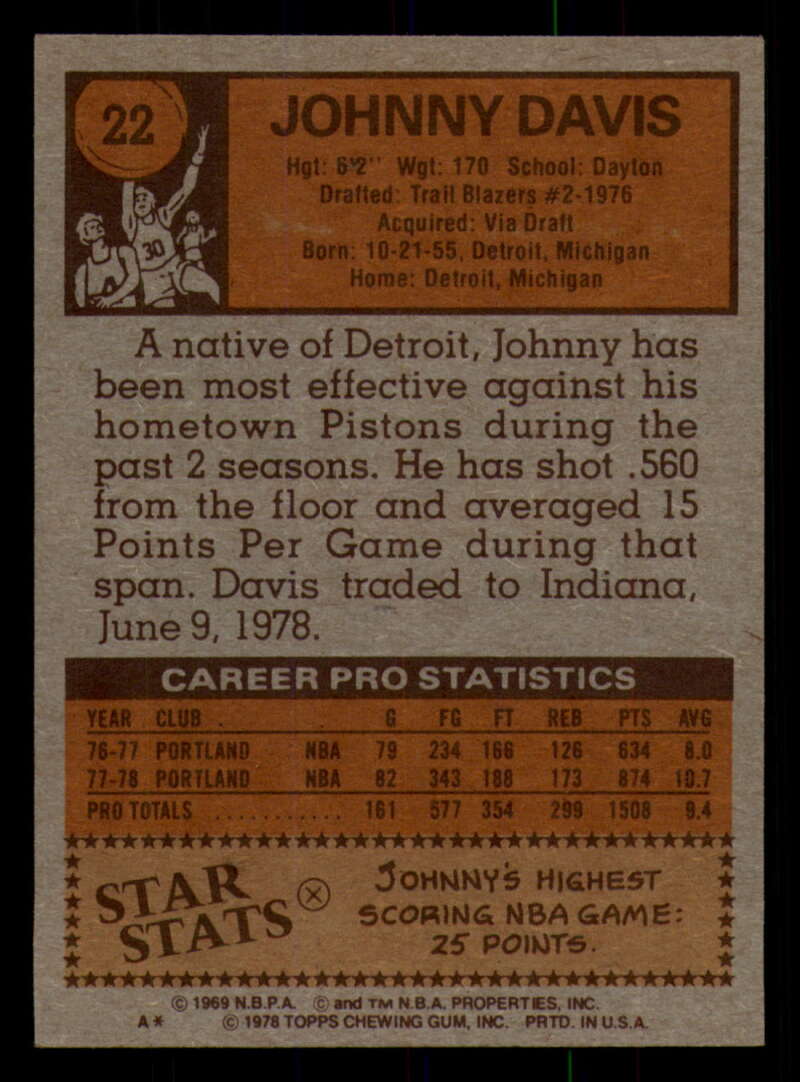 22
JOHNNY DAVIS
Hgt: 6'2" Wgt: 170 School: Dayton
Drafted: Trail Blazers #2-1976
Acquired: Via Draft
Born: 10-21-55, Detroit, Michigan
Home: Detroit, Michigan
30
A native of Detroit, Johnny has
been most effective against his
hometown Pistons during the
past 2 seasons. He has shot .560
from the floor and averaged 15
Points Per Game during that
span. Davis traded to Indiana,
June 9, 1978.
CAREER PRO STATISTICS
YEAR CLUB G FG FT REB PTS AVG
76-77 PORTLAND NBA 79 234 166 126 634 8.0
77-78 PORTLAND NBA 82 343 188 173 874 10.7
PRO TOTALS ........... 161 577 354 299 1508 9.4
STAR
STATS
JOHNNY'S HIGHEST
SCORING NBA GAME:
25 POINTS.
© 1969 N.B.P.A. © and TM N.B.A. PROPERTIES, INC.
A* © 1978 TOPPS CHEWING GUM, INC. PRTD. IN U.S.A.